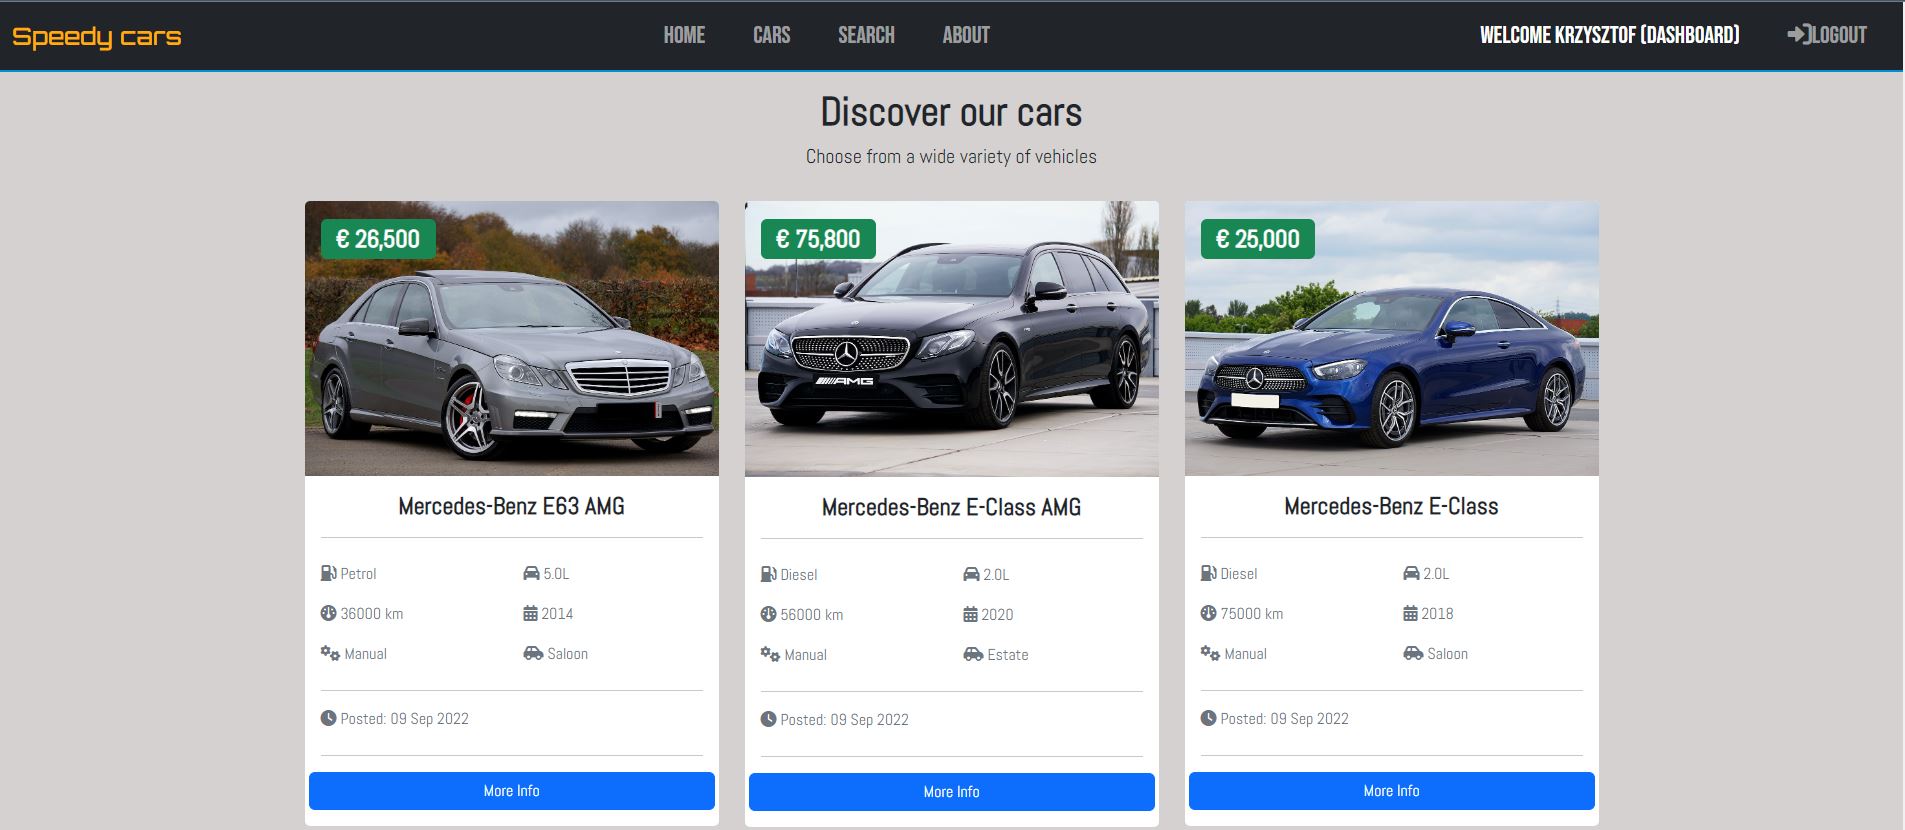 Speedy cars HOME CARS SEARCH ABOUT WELCOME KRZYSZTOF (DASHBOARD) LOGOUT
Discover our cars
Choose from a wide variety of vehicles
€ 26,500
Mercedes-Benz E63 AMG
Petrol 5.0L
36000 km 2014
Manual Saloon
Posted: 09 Sep 2022
More Info
€ 75,800
AMG
Mercedes-Benz E-Class AMG
Diesel 2.0L
56000 km 2020
Manual Estate
Posted: 09 Sep 2022
More Info
€ 25,000
Mercedes-Benz E-Class
Diesel 2.0L
75000 km 2018
Manual Saloon
Posted: 09 Sep 2022
More Info